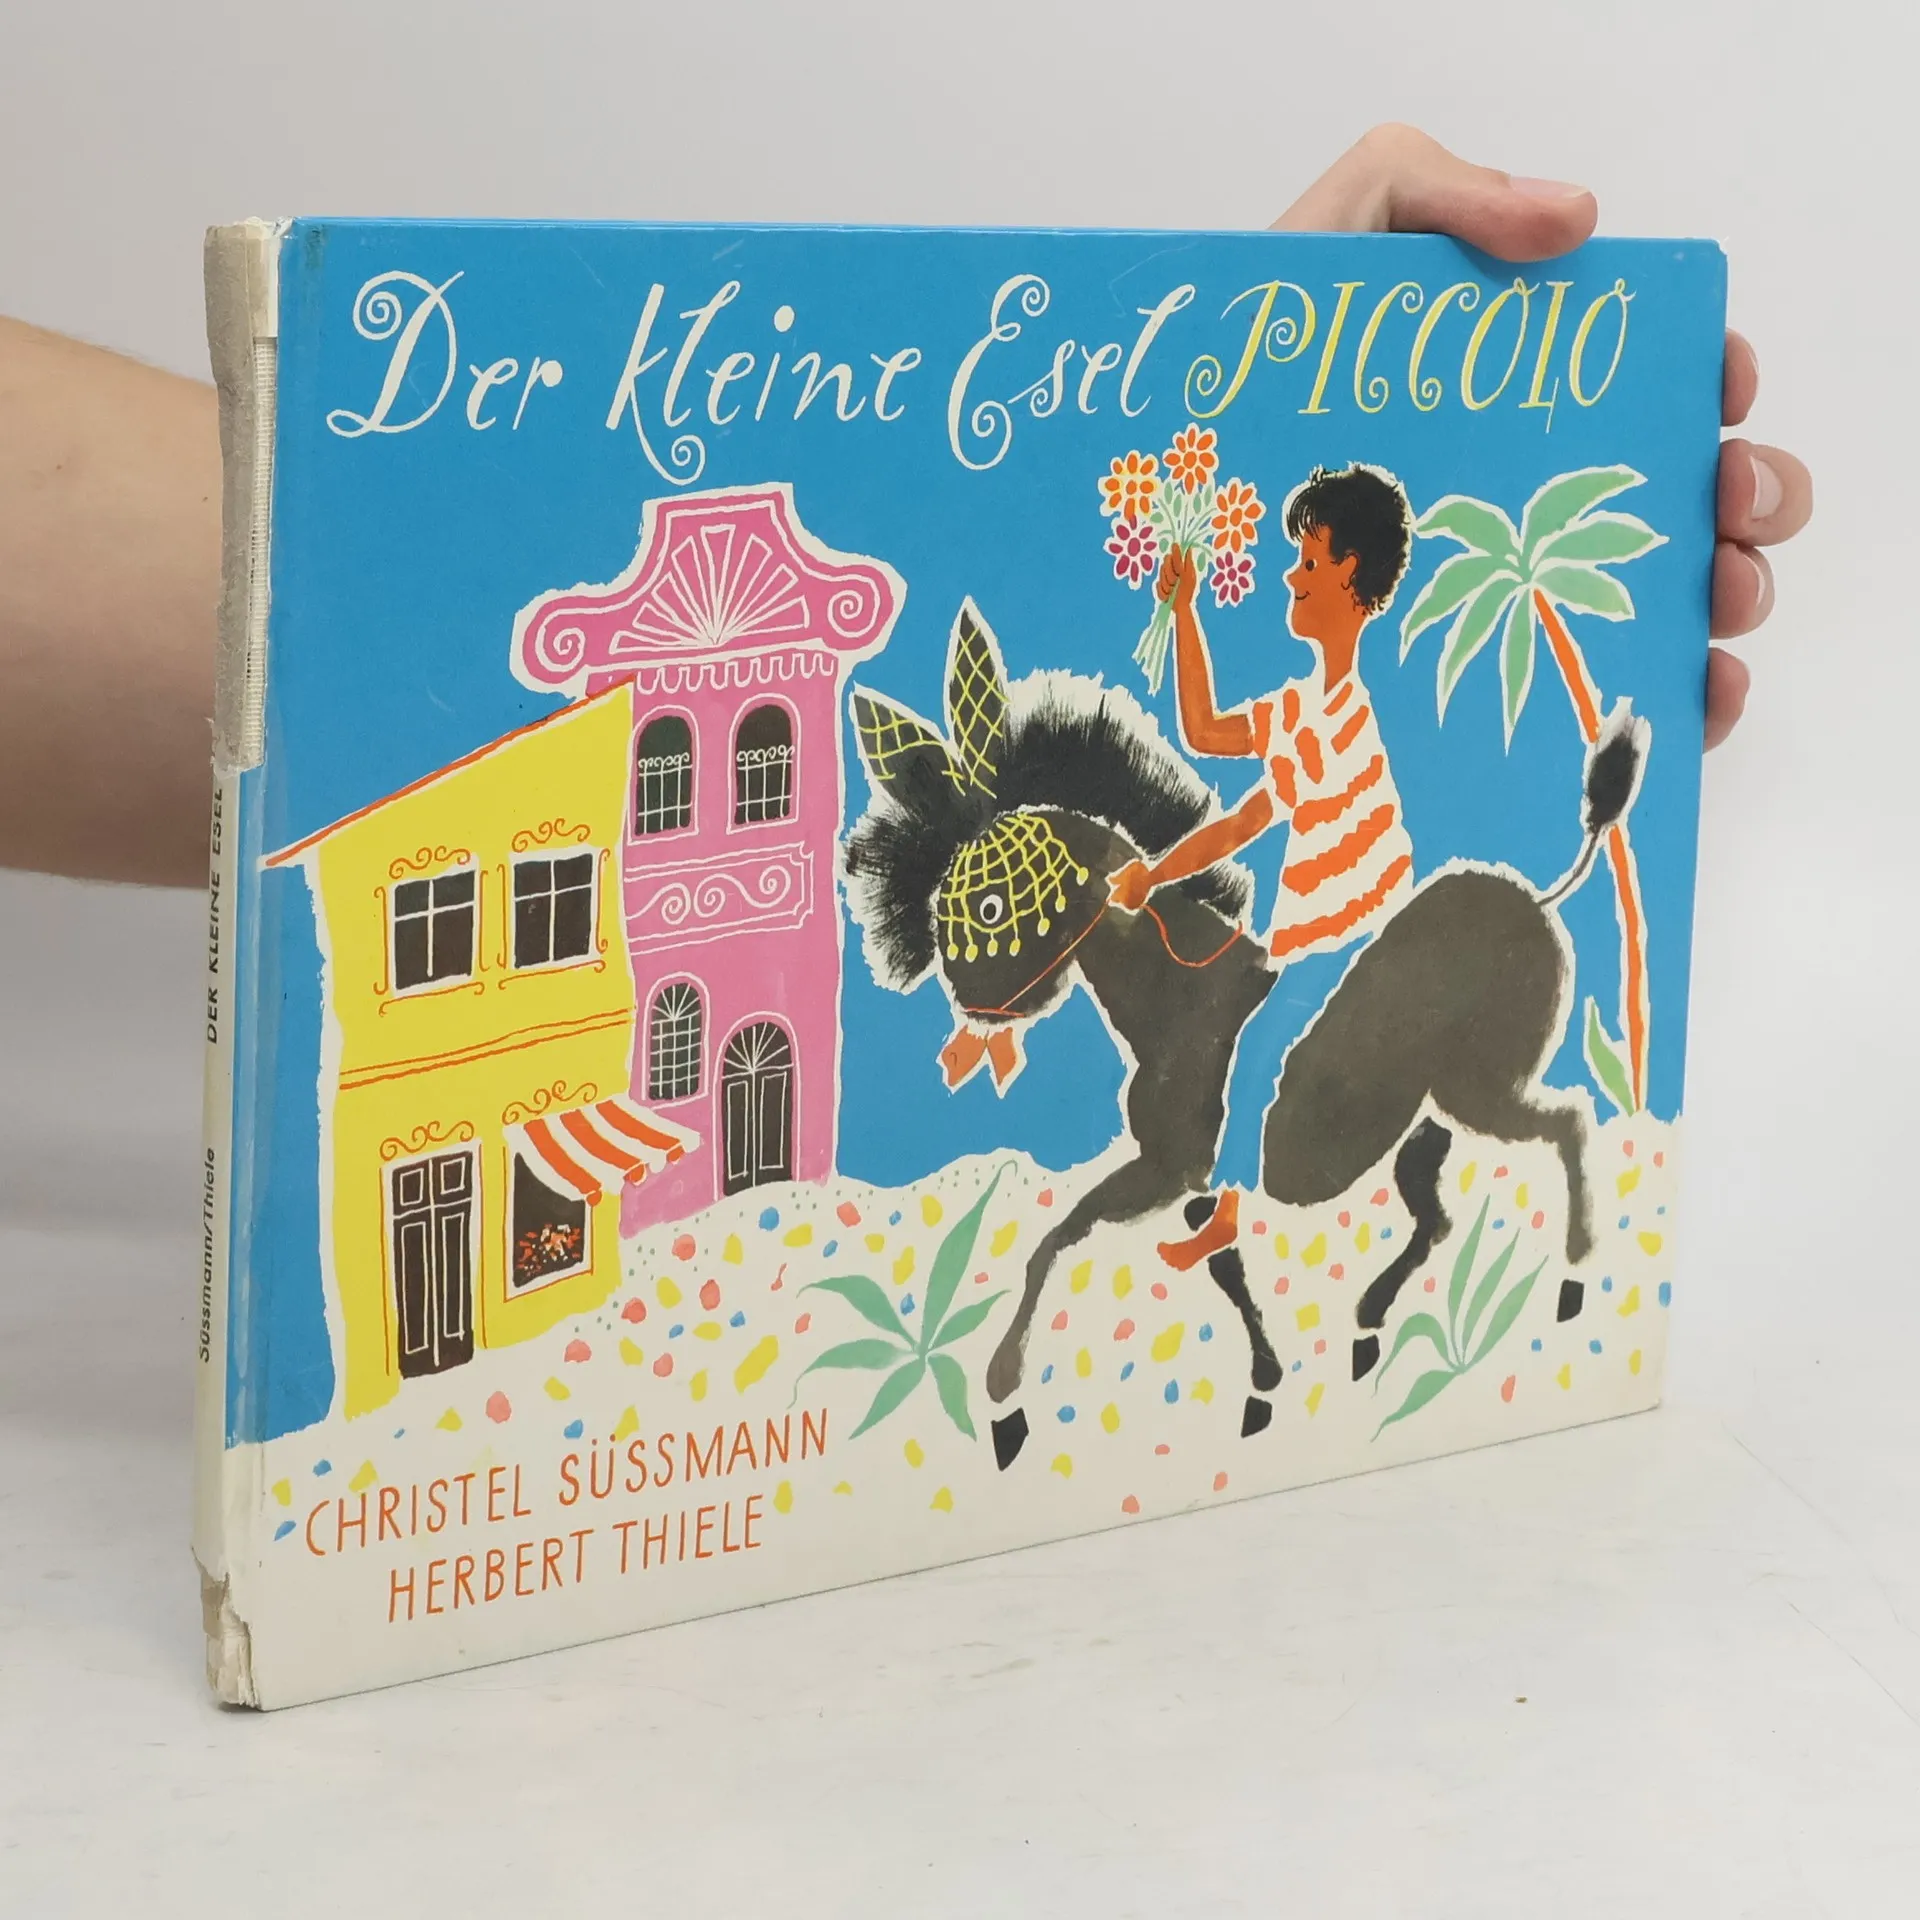 Der kleine Esel PICCOLO
CHRISTEL SÜSSMANN
HERBERT THIELE
Süssmann/Thiele DER KLEINE ESEL